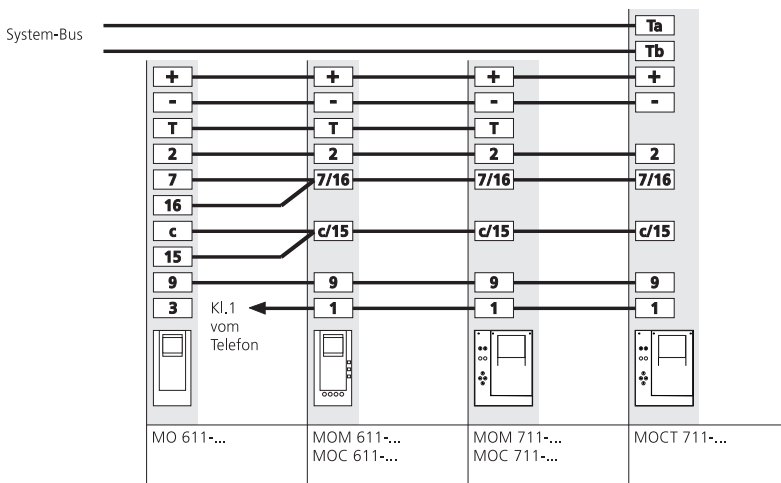 System-Bus
Ta
Tb
+ + + +
- - - -
T T T
2 2 2 2
7 7/16 7/16 7/16
16
c c/15 c/15 c/15
15
9 9 9 9
3 Kl.1 1 1 1
vom
Telefon
MO 611-... MOM 611-... MOM 711-... MOCT 711-...
MOC 611-... MOC 711-...